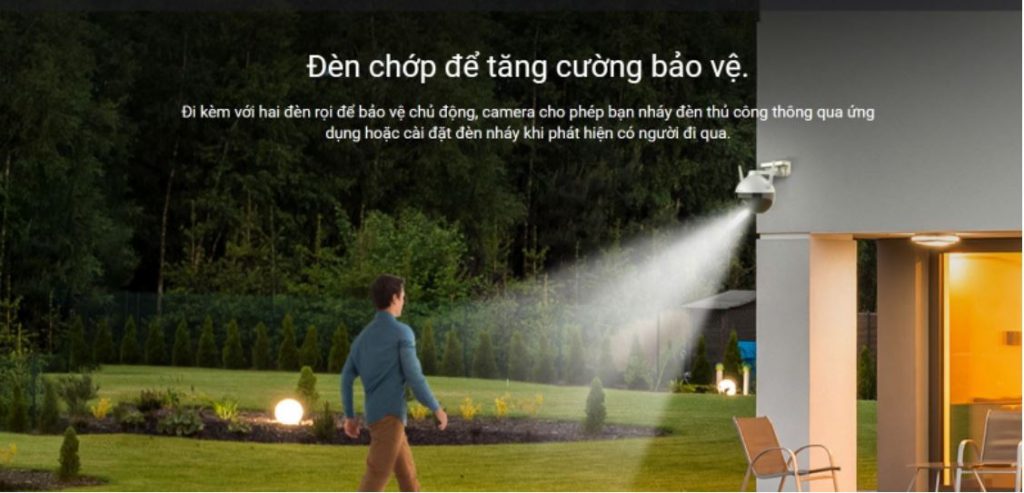 Đèn chớp để tăng cường bảo vệ.
Đi kèm với hai đèn rọi để bảo vệ chủ động, camera cho phép bạn nháy đèn thủ công thông qua ứng
dụng hoặc cài đặt đèn nháy khi phát hiện có người đi qua.